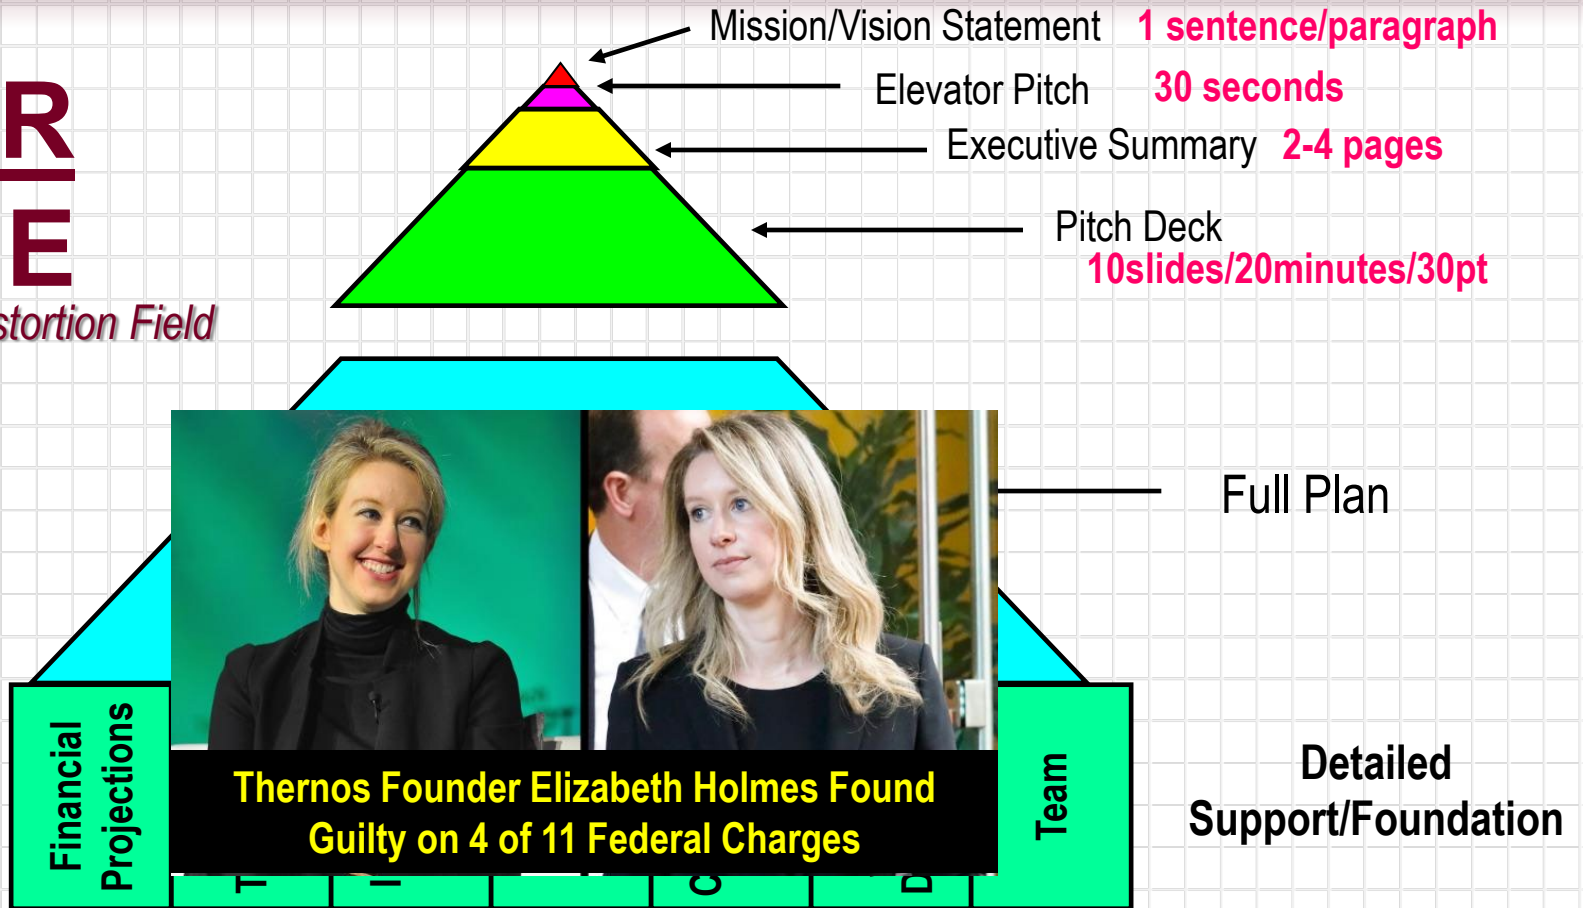 Mission/Vision Statement 1 sentence/paragraph
R
Elevator Pitch 30 seconds
Executive Summary 2-4 pages
E
Pitch Deck
10slides/20minutes/30pt
stortion Field
Full Plan
Financial
Projections
Thernos Founder Elizabeth Holmes Found
Guilty on 4 of 11 Federal Charges
T
I
C
D
Team
Detailed
Support/Foundation